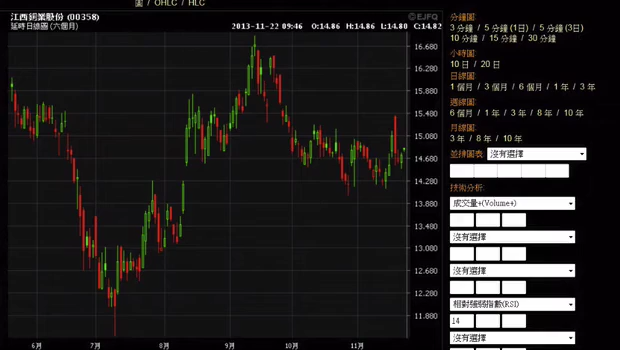 圖 / OHLC / HLC
江西銅業股份 (00358)
延時日線圖 (六個月)
2013-11-22 09:46 O:14.86 H:14.86 L:14.80 C:14.82
©EJFQ
16.680
16.280
15.880
15.480
15.080
14.680
14.280
13.880
13.480
13.080
12.680
12.280
11.880
6月 7月 8月 9月 10月 11月
分鐘圖
3 分鐘 / 5 分鐘 (1日) / 5 分鐘 (3日)
10 分鐘 / 15 分鐘 / 30 分鐘
小時圖
10 日 / 20 日
日線圖
1 個月 / 3 個月 / 6 個月 / 1 年 / 3 年
週線圖
6 個月 / 1 年 / 3 年 / 8 年 / 10 年
月線圖
3 年 / 8 年 / 10 年
並排圖表: 沒有選擇
技術分析:
成交量+(Volume+)
沒有選擇
沒有選擇
相對強弱指數(RSI)
14
沒有選擇